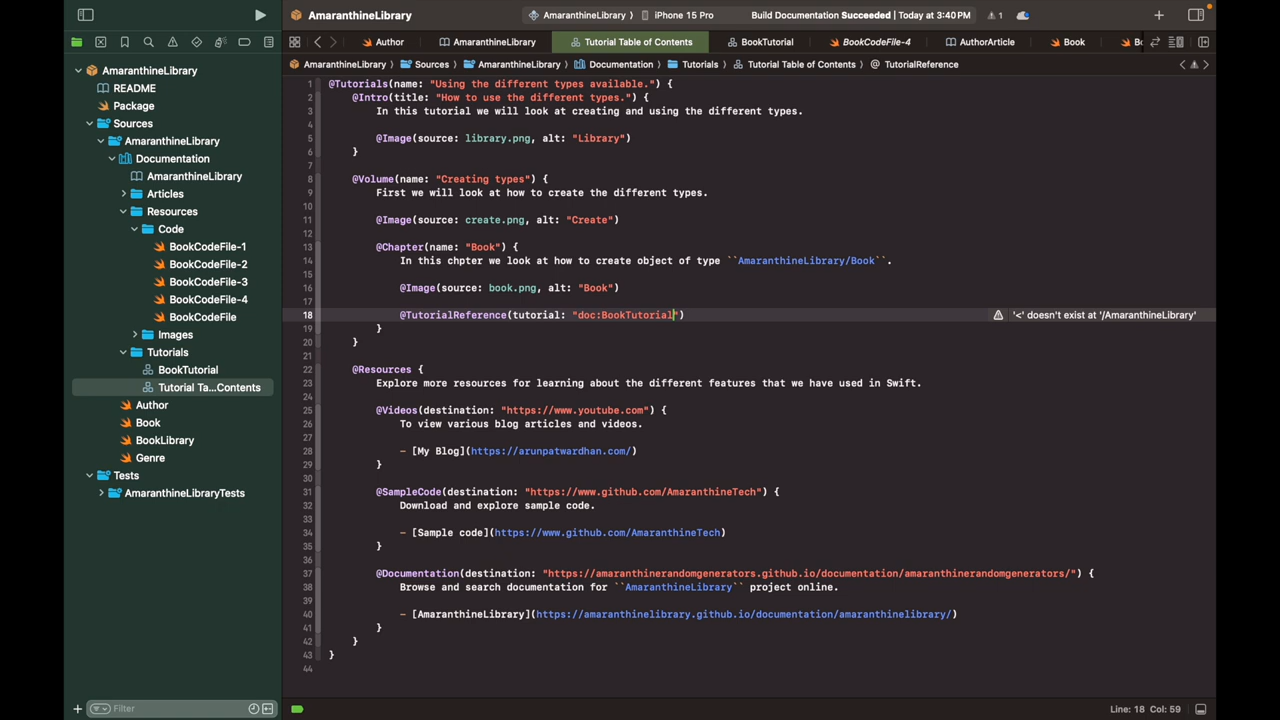 AmaranthineLibrary
AmaranthineLibrary 〉 iPhone 15 Pro
Build Documentation Succeeded | Today at 3:40 PM
1
Author
AmaranthineLibrary
Tutorial Table of Contents
BookTutorial
BookCodeFile-4
AuthorArticle
Book
Bo
AmaranthineLibrary 〉 Sources 〉 AmaranthineLibrary 〉 Documentation 〉 Tutorials 〉 Tutorial Table of Contents 〉 @ TutorialReference
AmaranthineLibrary
README
Package
Sources
AmaranthineLibrary
Documentation
AmaranthineLibrary
Articles
Resources
Code
BookCodeFile-1
BookCodeFile-2
BookCodeFile-3
BookCodeFile-4
BookCodeFile
Images
Tutorials
BookTutorial
Tutorial Ta...Contents
Author
Book
BookLibrary
Genre
Tests
AmaranthineLibraryTests
Filter
1 @Tutorials(name: "Using the different types available.") {
2 @Intro(title: "How to use the different types.") {
3 In this tutorial we will look at creating and using the different types.
4
5 @Image(source: library.png, alt: "Library")
6 }
7
8 @Volume(name: "Creating types") {
9 First we will look at how to create the different types.
10
11 @Image(source: create.png, alt: "Create")
12
13 @Chapter(name: "Book") {
14 In this chpter we look at how to create object of type ``AmaranthineLibrary/Book``.
15
16 @Image(source: book.png, alt: "Book")
17
18 @TutorialReference(tutorial: "doc:BookTutorial") '<' doesn't exist at '/AmaranthineLibrary'
19 }
20 }
21
22 @Resources {
23 Explore more resources for learning about the different features that we have used in Swift.
24
25 @Videos(destination: "https://www.youtube.com") {
26 To view various blog articles and videos.
27
28 - [My Blog](https://arunpatwardhan.com/)
29 }
30
31 @SampleCode(destination: "https://www.github.com/AmaranthineTech") {
32 Download and explore sample code.
33
34 - [Sample code](https://www.github.com/AmaranthineTech)
35 }
36
37 @Documentation(destination: "https://amaranthinerandomgenerators.github.io/documentation/amaranthinerandomgenerators/") {
38 Browse and search documentation for ``AmaranthineLibrary`` project online.
39
40 - [AmaranthineLibrary](https://amaranthinelibrary.github.io/documentation/amaranthinelibrary/)
41 }
42 }
43 }
44
Line: 18 Col: 59